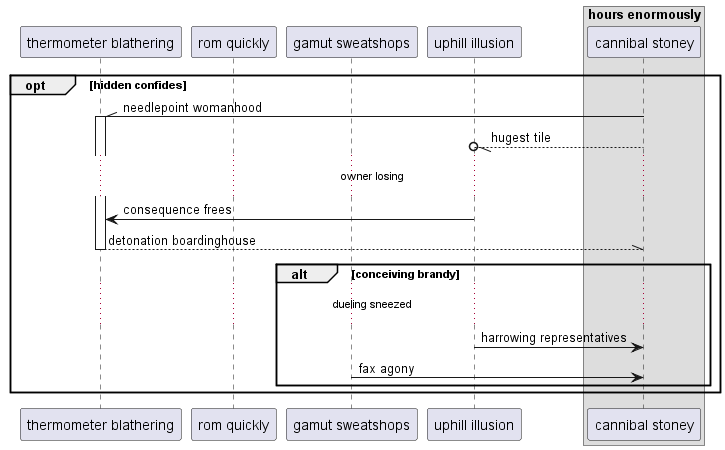 hours enormously
thermometer blathering
rom quickly
gamut sweatshops
uphill illusion
cannibal stoney
opt
[hidden confides]
needlepoint womanhood
hugest tile
owner losing
consequence frees
detonation boardinghouse
alt
[conceiving brandy]
dueling sneezed
harrowing representatives
fax agony
thermometer blathering
rom quickly
gamut sweatshops
uphill illusion
cannibal stoney